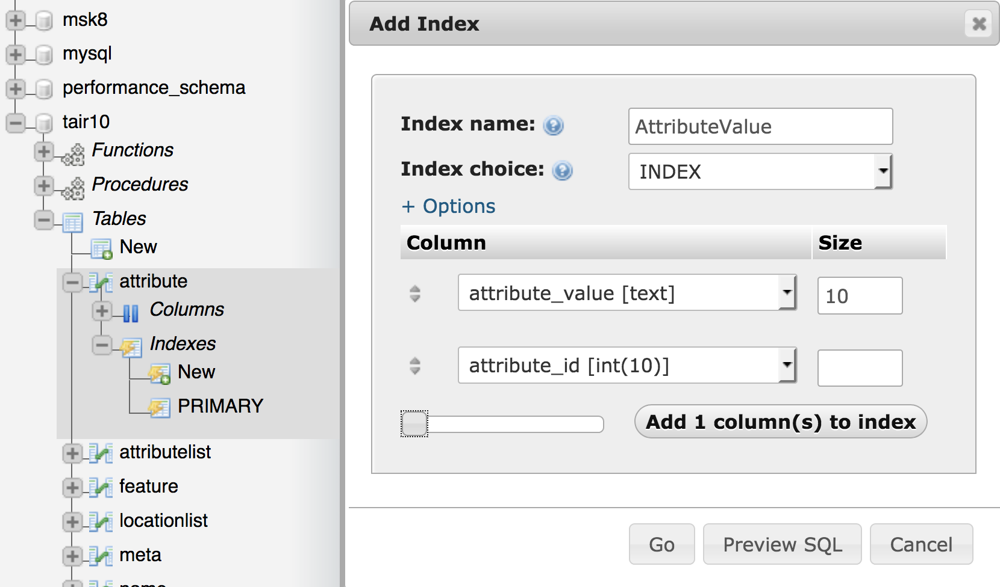 msk8
mysql
performance_schema
tair10
Functions
Procedures
Tables
New
attribute
Columns
Indexes
New
PRIMARY
attributelist
feature
locationlist
meta
Add Index
Index name: AttributeValue
Index choice: INDEX
+ Options
Column Size
attribute_value [text] 10
attribute_id [int(10)]
Add 1 column(s) to index
Go Preview SQL Cancel